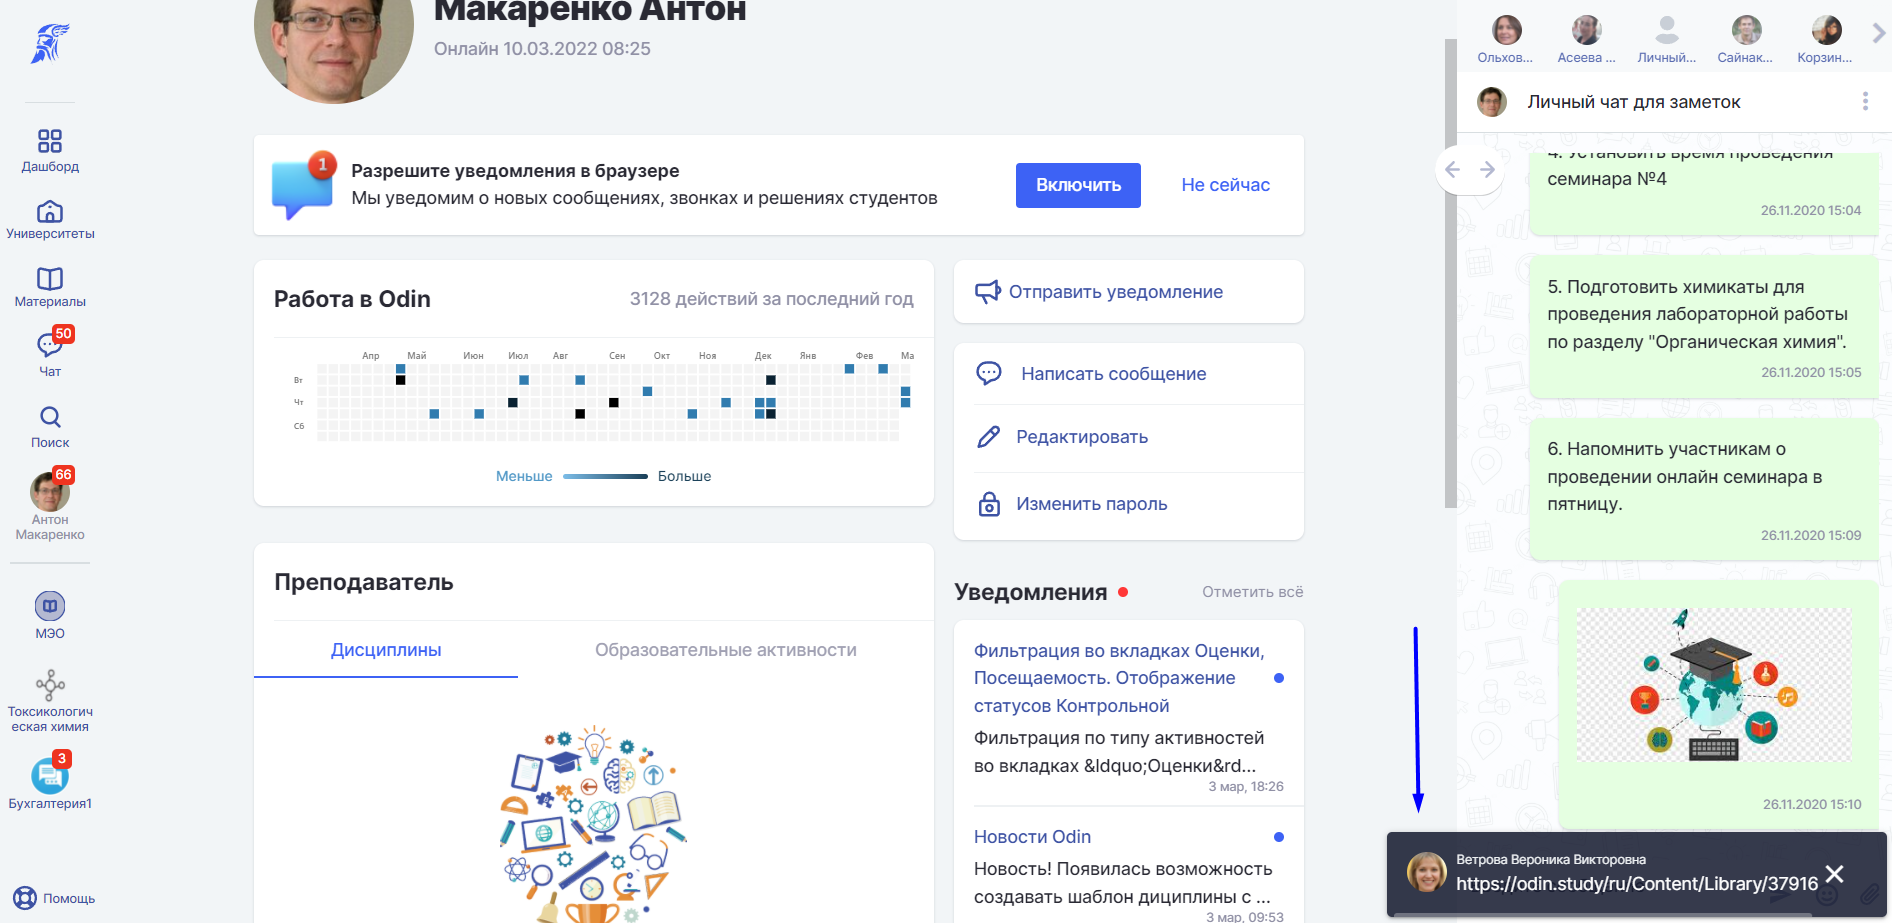 Макаренко Антон
Онлайн 10.03.2022 08:25
Дашборд
Университеты
Материалы
50
Чат
Поиск
66
Антон
Макаренко
МЭО
Токсикологич
еская химия
3
Бухгалтерия1
Помощь
1
Разрешите уведомления в браузере
Мы уведомим о новых сообщениях, звонках и решениях студентов
Включить
Не сейчас
Работа в Odin
3128 действий за последний год
Апр Май Июн Июл Авг Сен Окт Ноя Дек Янв Фев Ма
Вт
Чт
Сб
Меньше
Больше
Преподаватель
Дисциплины
Образовательные активности
Отправить уведомление
Написать сообщение
Редактировать
Изменить пароль
Уведомления
Отметить всё
Фильтрация во вкладках Оценки,
Посещаемость. Отображение
статусов Контрольной
Фильтрация по типу активностей
во вкладках &ldquo;Оценки&rd...
3 мар, 18:26
Новости Odin
Новость! Появилась возможность
создавать шаблон дициплины с ...
3 мар, 09:53
Ольхов...
Асеева ...
Личный...
Сайнак...
Корзин...
Личный чат для заметок
4. Установить время проведения
семинара №4
26.11.2020 15:04
5. Подготовить химикаты для
проведения лабораторной работы
по разделу "Органическая химия".
26.11.2020 15:05
6. Напомнить участникам о
проведении онлайн семинара в
пятницу.
26.11.2020 15:09
26.11.2020 15:10
Ветрова Вероника Викторовна
https://odin.study/ru/Content/Library/37916